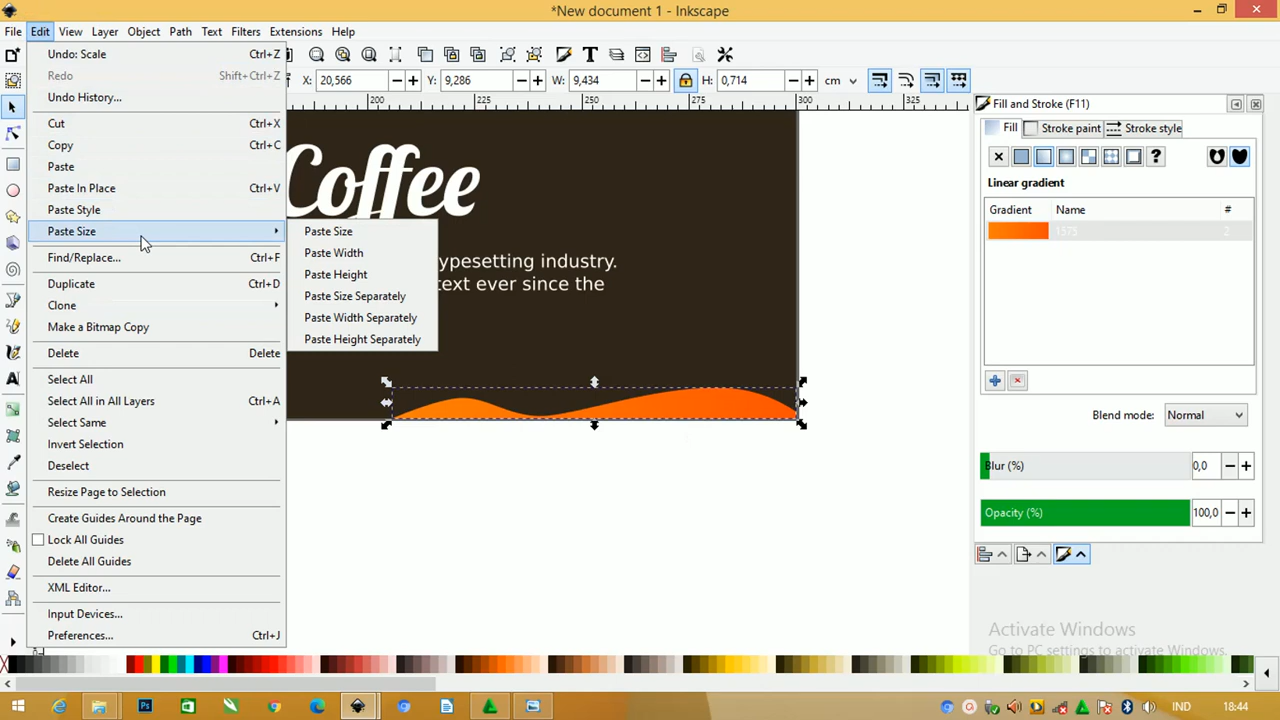 *New document 1 - Inkscape
File Edit View Layer Object Path Text Filters Extensions Help
X: 20,566 Y: 9,286 W: 9,434 H: 0,714 cm
200 225 250 275 300 325
Undo: Scale Ctrl+Z
Redo Shift+Ctrl+Z
Undo History...
Cut Ctrl+X
Copy Ctrl+C
Paste
Paste In Place Ctrl+V
Paste Style
Paste Size
Find/Replace... Ctrl+F
Duplicate Ctrl+D
Clone
Make a Bitmap Copy
Delete Delete
Select All
Select All in All Layers Ctrl+A
Select Same
Invert Selection
Deselect
Resize Page to Selection
Create Guides Around the Page
Lock All Guides
Delete All Guides
XML Editor...
Input Devices...
Preferences... Ctrl+J
Paste Size
Paste Width
Paste Height
Paste Size Separately
Paste Width Separately
Paste Height Separately
Coffee
ypesetting industry.
text ever since the
Fill and Stroke (F11)
Fill Stroke paint Stroke style
Linear gradient
Gradient Name #
1575 2
Blend mode: Normal
Blur (%) 0,0
Opacity (%) 100,0
Activate Windows
Go to PC settings to activate Windows.
IND 18:44